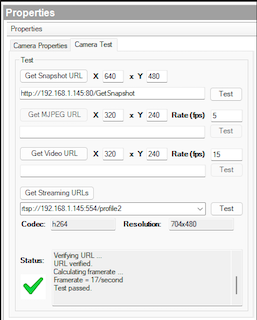 Properties
Properties
Camera Properties Camera Test
Test
Get Snapshot URL X 640 x Y 480
http://192.168.1.145:80/GetSnapshot Test
Get MJPEG URL X 320 x Y 240 Rate (fps) 5
Test
Get Video URL X 320 x Y 240 Rate (fps) 15
Test
Get Streaming URLs
rtsp://192.168.1.145:554/profile2 Test
Codec: h264 Resolution: 704x480
Status:
Verifying URL ...
URL verified.
Calculating framerate ...
Framerate = 17/second
Test passed.